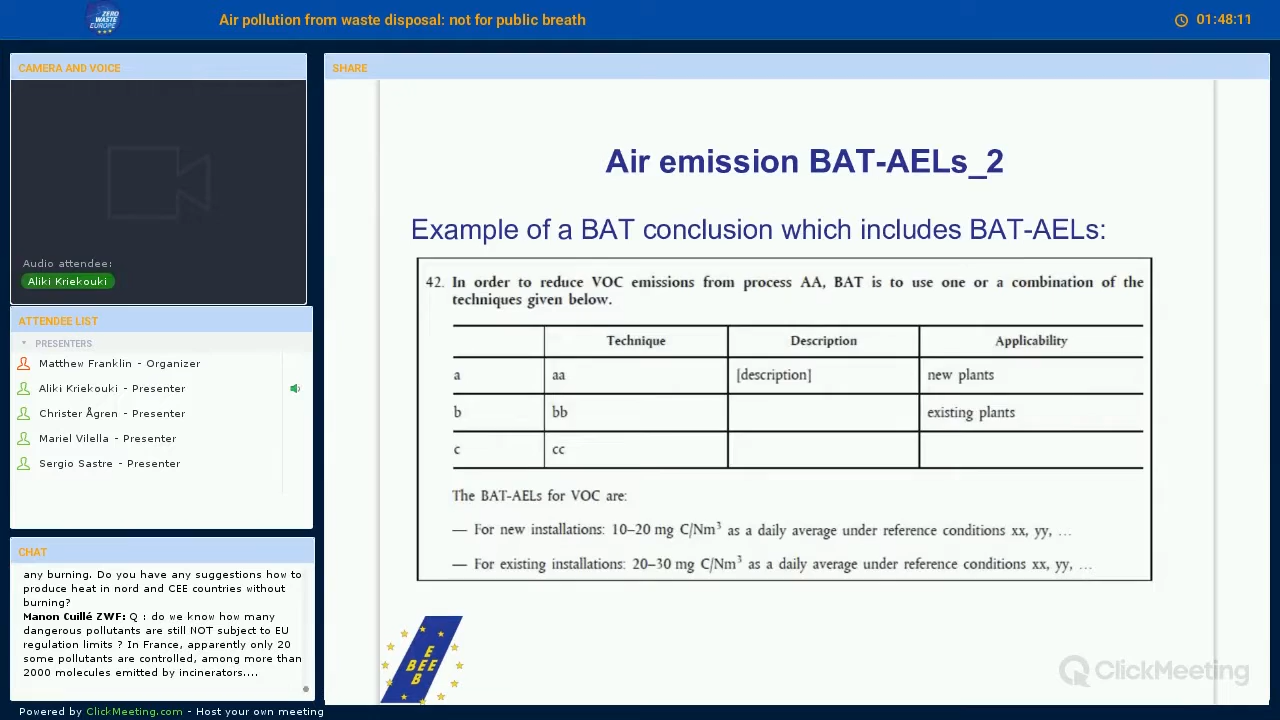 ZERO WASTE EUROPE
Air pollution from waste disposal: not for public breath
01:48:11
CAMERA AND VOICE
Audio attendee:
Aliki Kriekouki
ATTENDEE LIST
PRESENTERS
Matthew Franklin - Organizer
Aliki Kriekouki - Presenter
Christer Ågren - Presenter
Mariel Vilella - Presenter
Sergio Sastre - Presenter
CHAT
any burning. Do you have any suggestions how to
produce heat in nord and CEE countries without
burning?
Manon Cuillé ZWF: Q : do we know how many
dangerous pollutants are still NOT subject to EU
regulation limits ? In France, apparently only 20
some pollutants are controlled, among more than
2000 molecules emitted by incinerators....
SHARE
Air emission BAT-AELs_2
Example of a BAT conclusion which includes BAT-AELs:
42. In order to reduce VOC emissions from process AA, BAT is to use one or a combination of the
techniques given below.
Technique Description Applicability
a aa [description] new plants
b bb existing plants
c cc
The BAT-AELs for VOC are:
— For new installations: 10–20 mg C/Nm³ as a daily average under reference conditions xx, yy, …
— For existing installations: 20–30 mg C/Nm³ as a daily average under reference conditions xx, yy, …
E
BEE
B
ClickMeeting
Powered by ClickMeeting.com - Host your own meeting